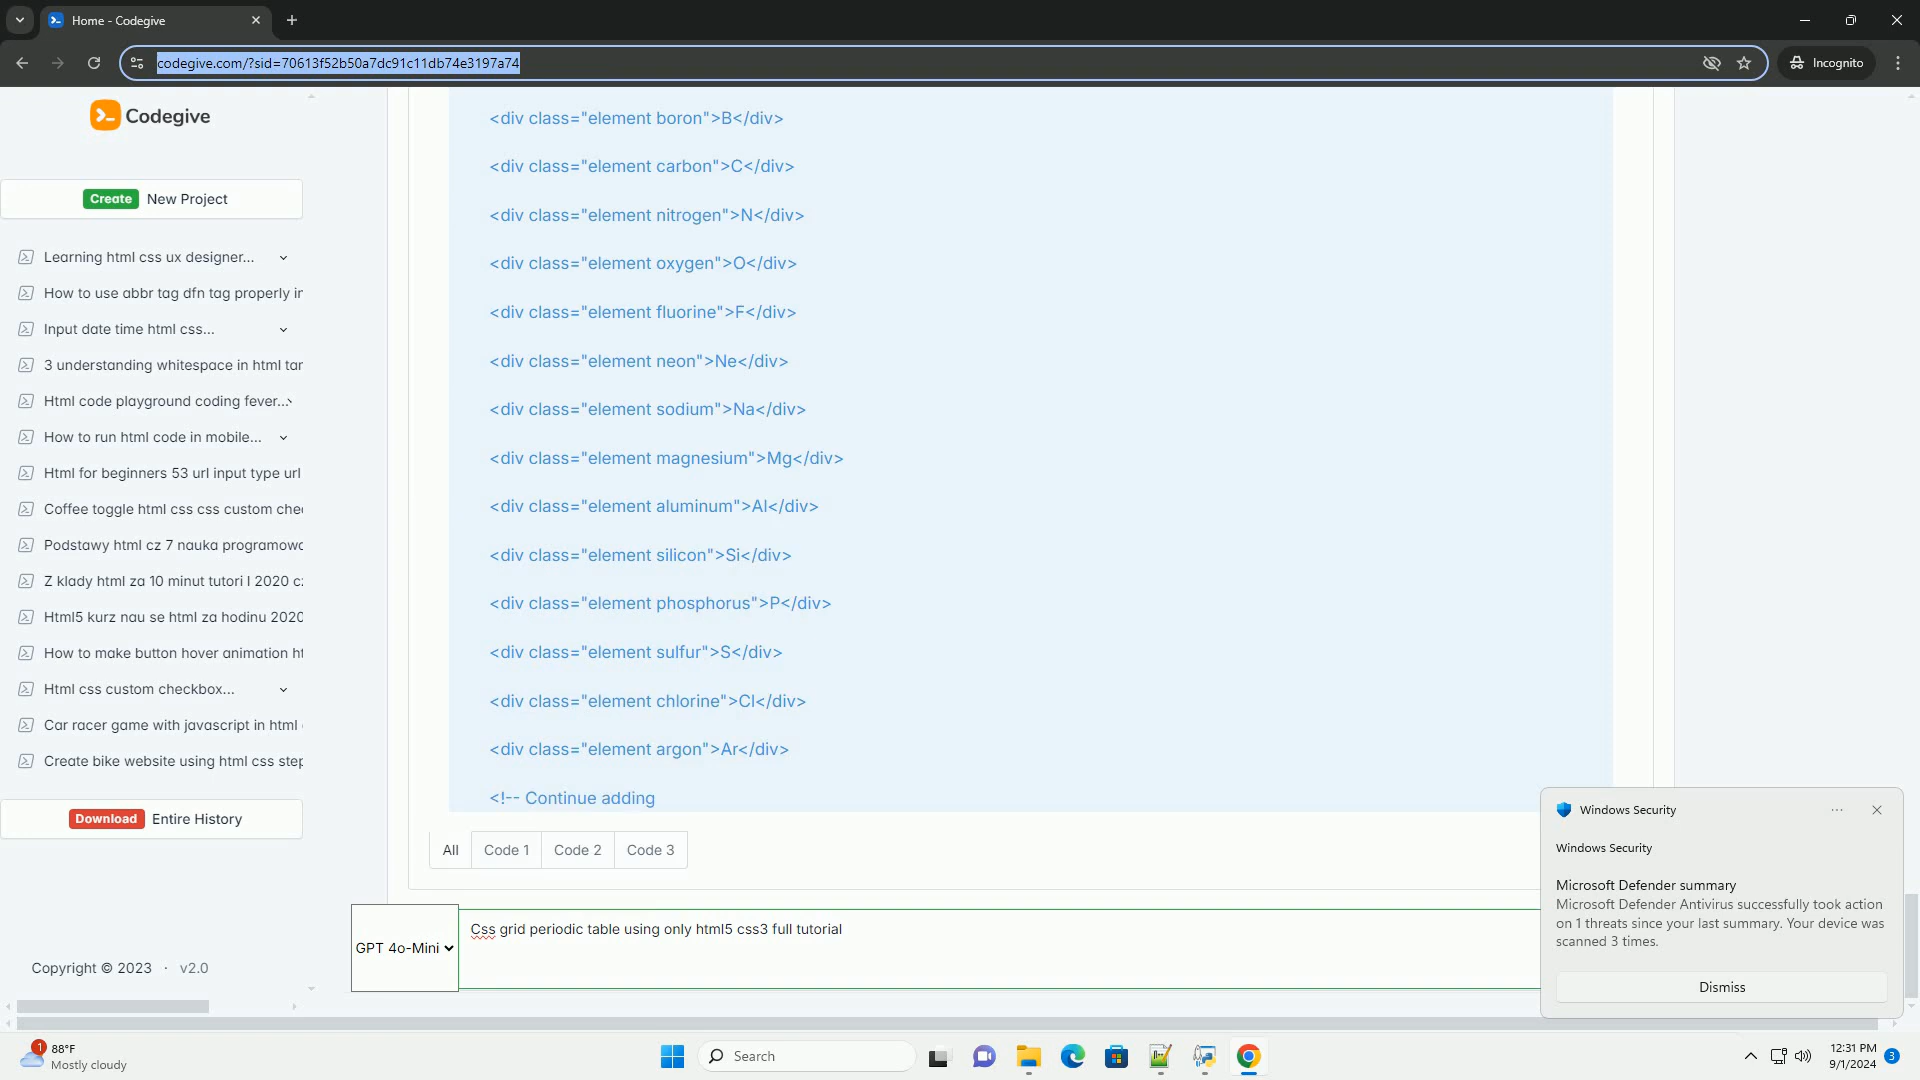 Home - Codegive
codegive.com/?sid=70613f52b50a7dc91c11db74e3197a74
Incognito
Codegive
Create New Project
Learning html css ux designer...
How to use abbr tag dfn tag properly in
Input date time html css...
3 understanding whitespace in html tar
Html code playground coding fever...
How to run html code in mobile...
Html for beginners 53 url input type url
Coffee toggle html css css custom che
Podstawy html cz 7 nauka programowa
Z klady html za 10 minut tutori l 2020 cz
Html5 kurz nau se html za hodinu 2020
How to make button hover animation ht
Html css custom checkbox...
Car racer game with javascript in html
Create bike website using html css step
Download Entire History
Copyright © 2023 · v2.0
<div class="element boron">B</div>
<div class="element carbon">C</div>
<div class="element nitrogen">N</div>
<div class="element oxygen">O</div>
<div class="element fluorine">F</div>
<div class="element neon">Ne</div>
<div class="element sodium">Na</div>
<div class="element magnesium">Mg</div>
<div class="element aluminum">Al</div>
<div class="element silicon">Si</div>
<div class="element phosphorus">P</div>
<div class="element sulfur">S</div>
<div class="element chlorine">Cl</div>
<div class="element argon">Ar</div>
<!-- Continue adding
All Code 1 Code 2 Code 3
GPT 4o-Mini
Css grid periodic table using only html5 css3 full tutorial
Windows Security
Windows Security
Microsoft Defender summary
Microsoft Defender Antivirus successfully took action
on 1 threats since your last summary. Your device was
scanned 3 times.
Dismiss
1
88°F
Mostly cloudy
Search
12:31 PM
9/1/2024
3